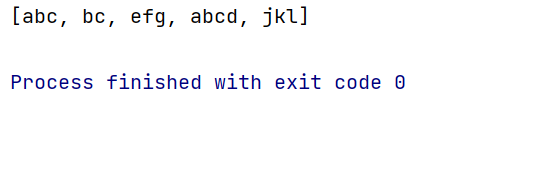 [abc, bc, efg, abcd, jkl]
Process finished with exit code 0